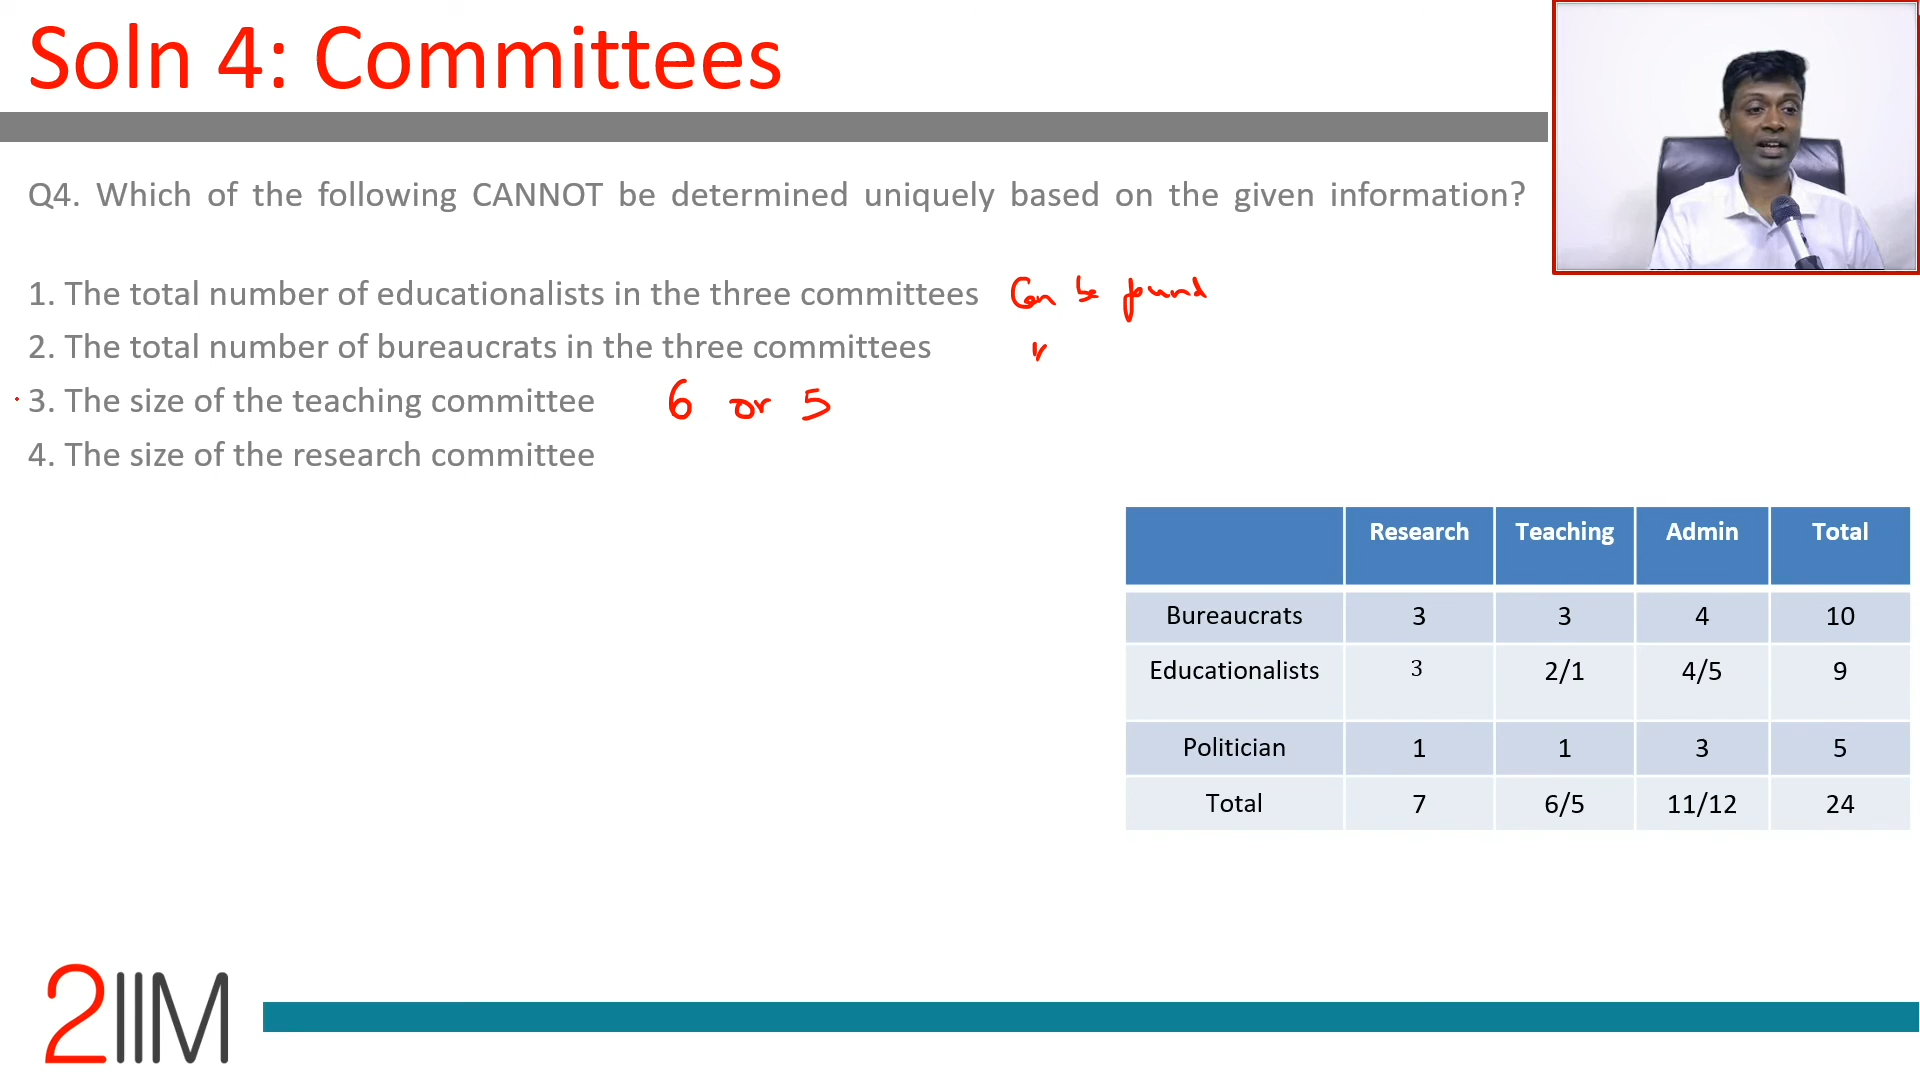 Soln 4: Committees
Q4. Which of the following CANNOT be determined uniquely based on the given information?
1. The total number of educationalists in the three committees Can be found
2. The total number of bureaucrats in the three committees
3. The size of the teaching committee 6 or 5
4. The size of the research committee
Research Teaching Admin Total
Bureaucrats 3 3 4 10
Educationalists 3 2/1 4/5 9
Politician 1 1 3 5
Total 7 6/5 11/12 24
2IIM